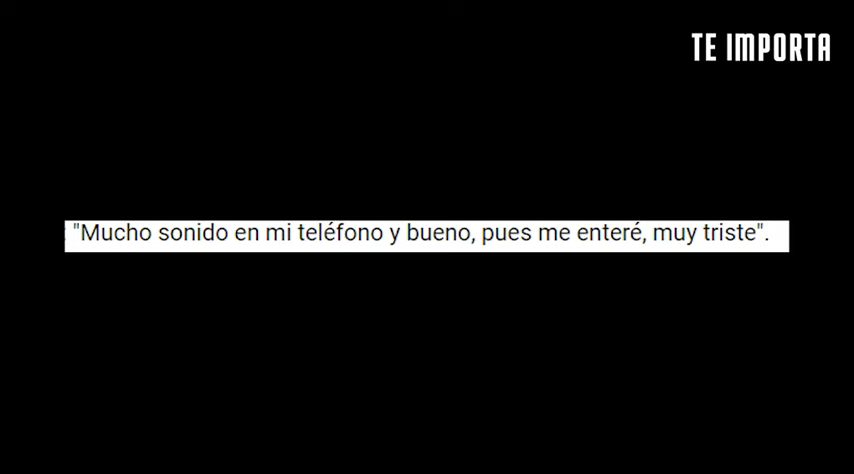 TE IMPORTA
"Mucho sonido en mi teléfono y bueno, pues me enteré, muy triste".